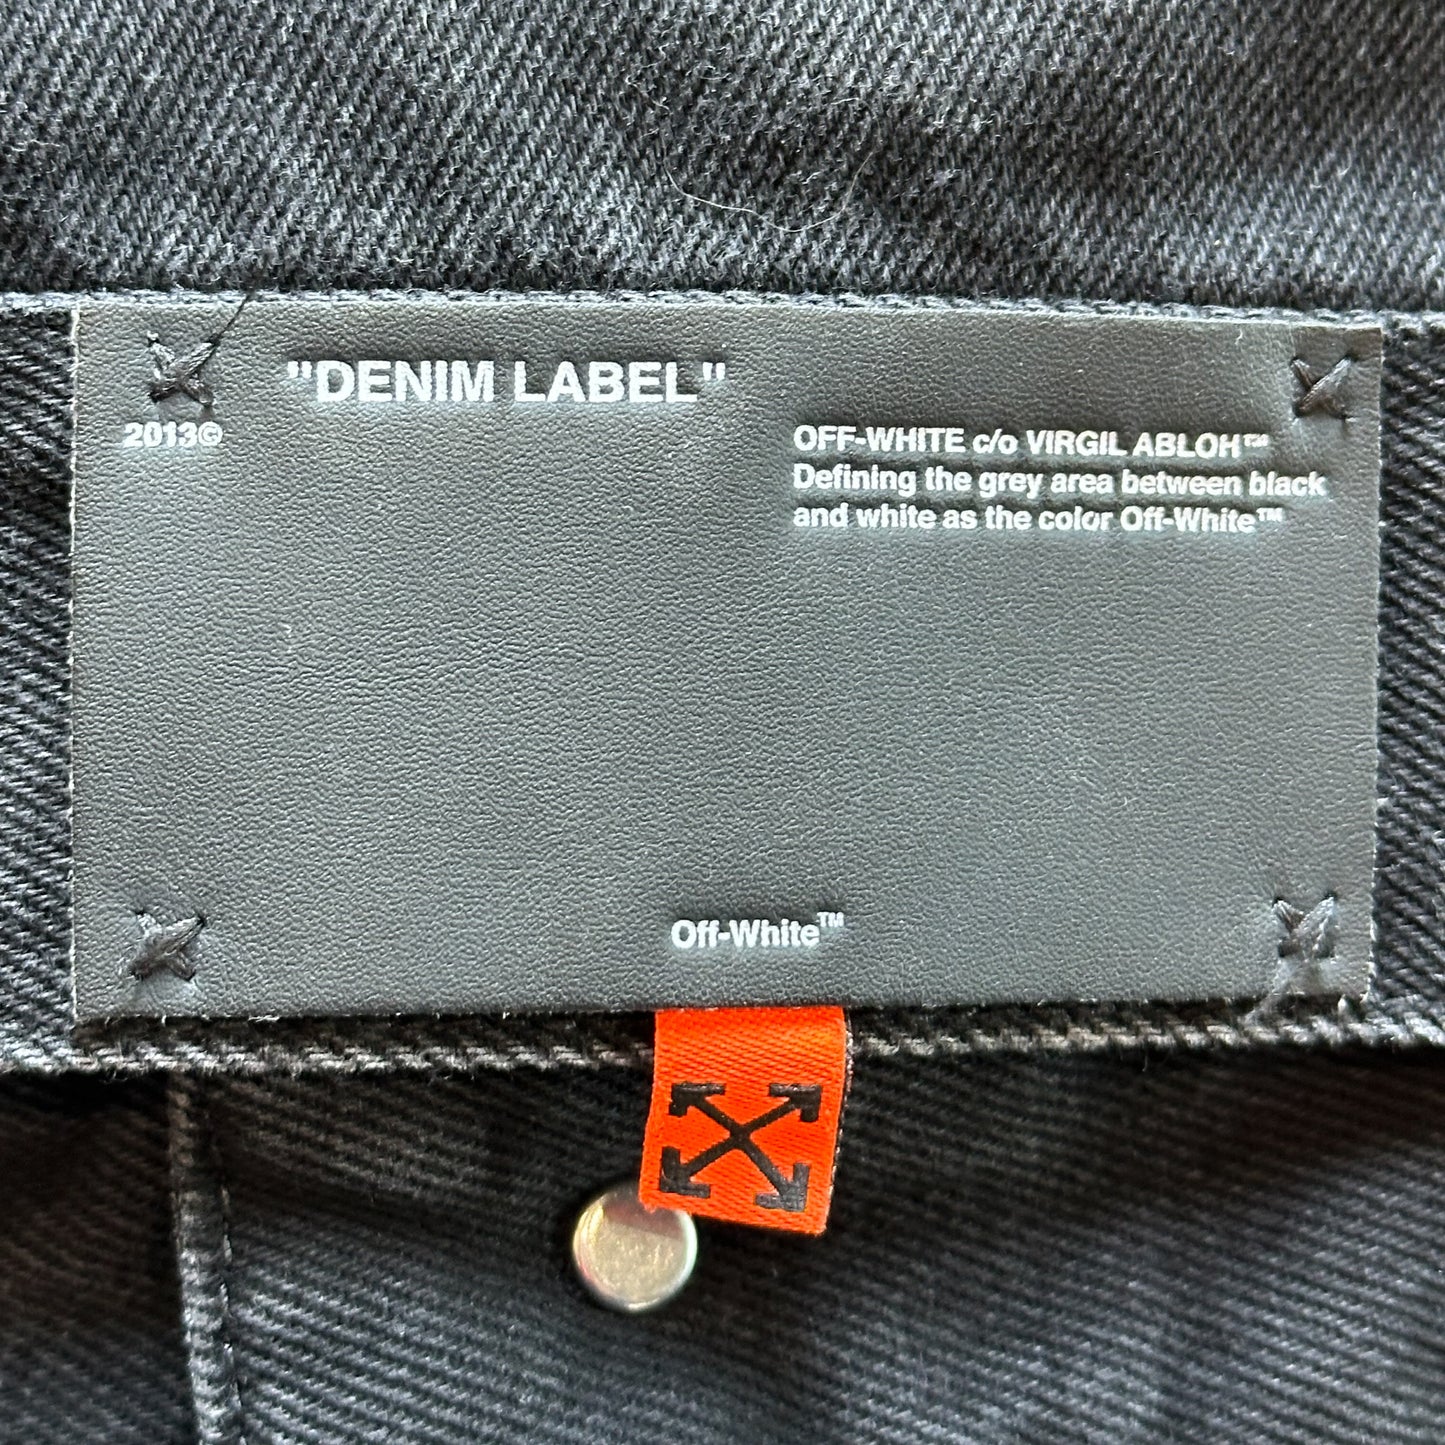 "DENIM LABEL"
2013©
OFF-WHITE c/o VIRGIL ABLOH™
Defining the grey area between black
and white as the color Off-White™
Off-White™